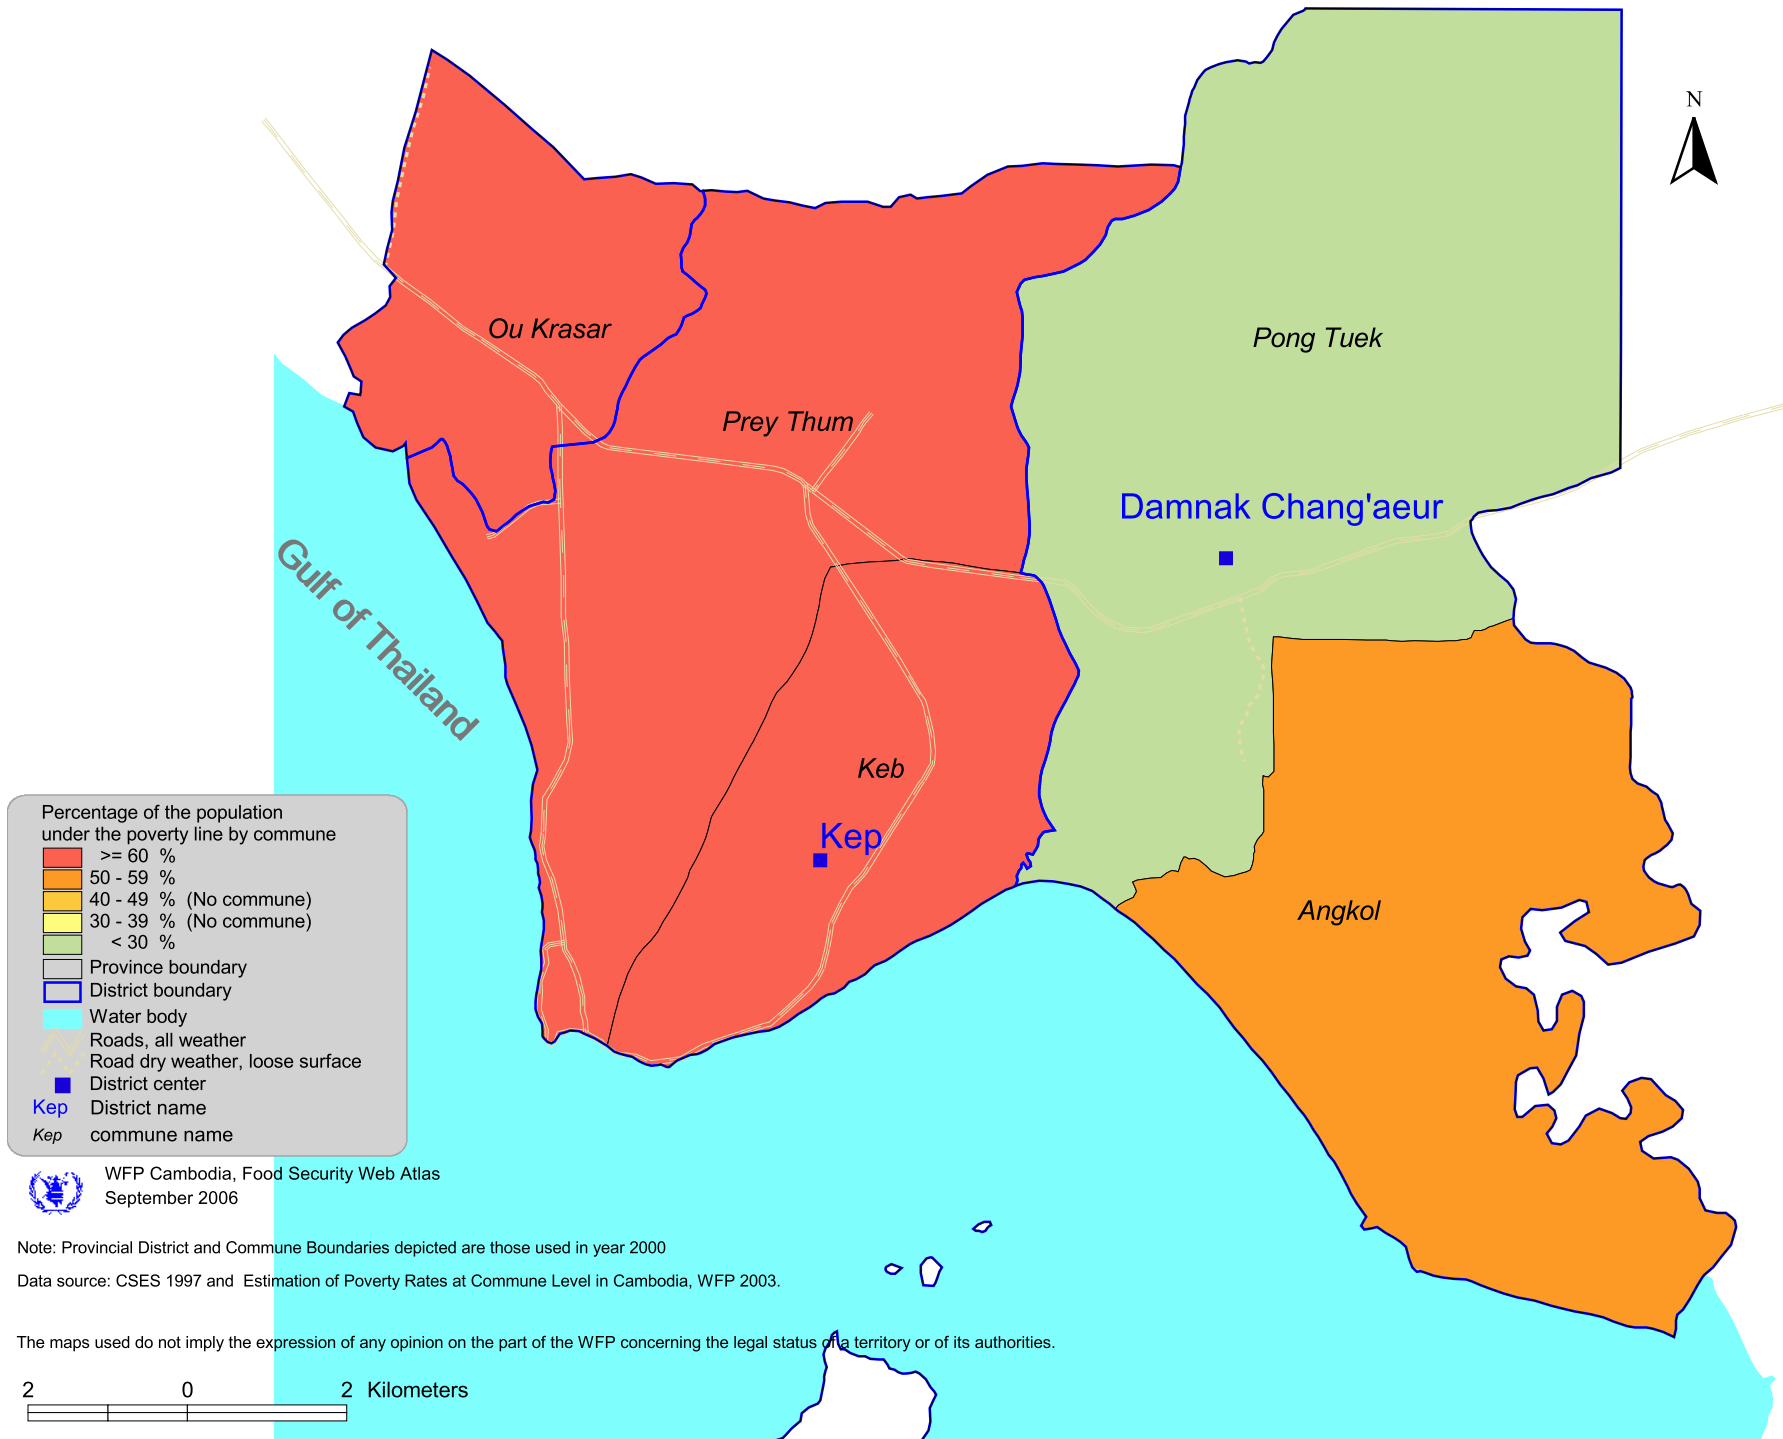 N
Ou Krasar
Pong Tuek
Prey Thum
Damnak Chang'aeur
Gulf of Thailand
Keb
Kep
Angkol
Percentage of the population
under the poverty line by commune
>= 60 %
50 - 59 %
40 - 49 % (No commune)
30 - 39 % (No commune)
< 30 %
Province boundary
District boundary
Water body
Roads, all weather
Road dry weather, loose surface
District center
Kep District name
Kep commune name
WFP Cambodia, Food Security Web Atlas
September 2006
Note: Provincial District and Commune Boundaries depicted are those used in year 2000
Data source: CSES 1997 and Estimation of Poverty Rates at Commune Level in Cambodia, WFP 2003.
The maps used do not imply the expression of any opinion on the part of the WFP concerning the legal status of a territory or of its authorities.
2 0 2 Kilometers